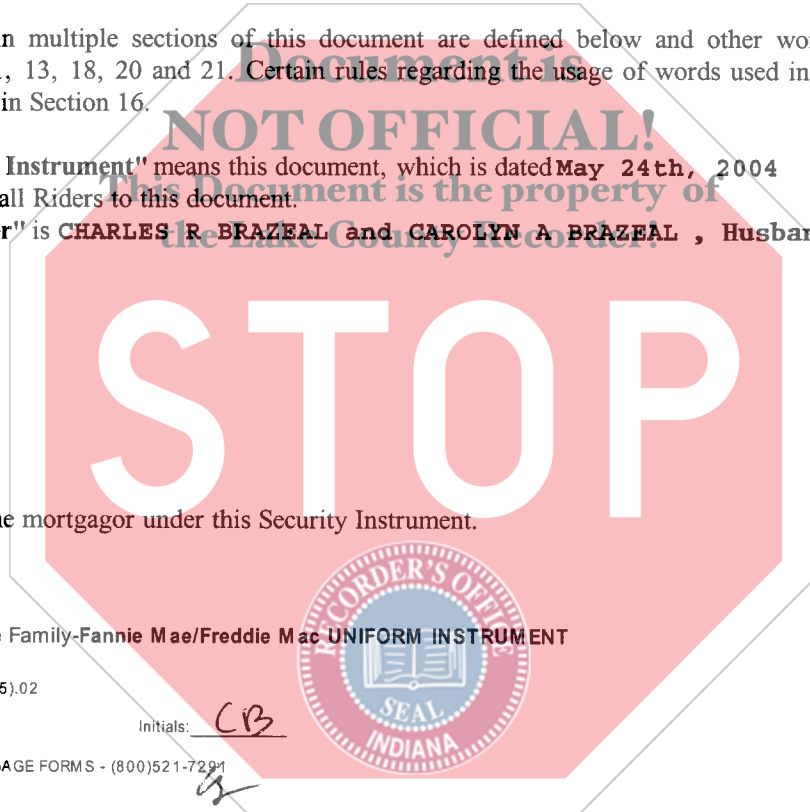 n multiple sections of this document are defined below and other wo
, 13, 18, 20 and 21. Certain rules regarding the usage of words used in
in Section 16.
Document is
NOT OFFICIAL!
This Document is the property of
the Lake County Recorder!
Instrument" means this document, which is dated May 24th, 2004
all Riders to this document.
r" is CHARLES R BRAZEAL and CAROLYN A BRAZEAL , Husban
STOP
e mortgagor under this Security Instrument.
RECORDER'S OFFICE
SEAL
INDIANA
Family-Fannie Mae/Freddie Mac UNIFORM INSTRUMENT
5).02
Initials: CB
AGE FORMS - (800)521-7291